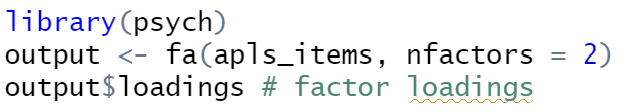 library(psych)
output <- fa(apls_items, nfactors = 2)
output$loadings # factor loadings